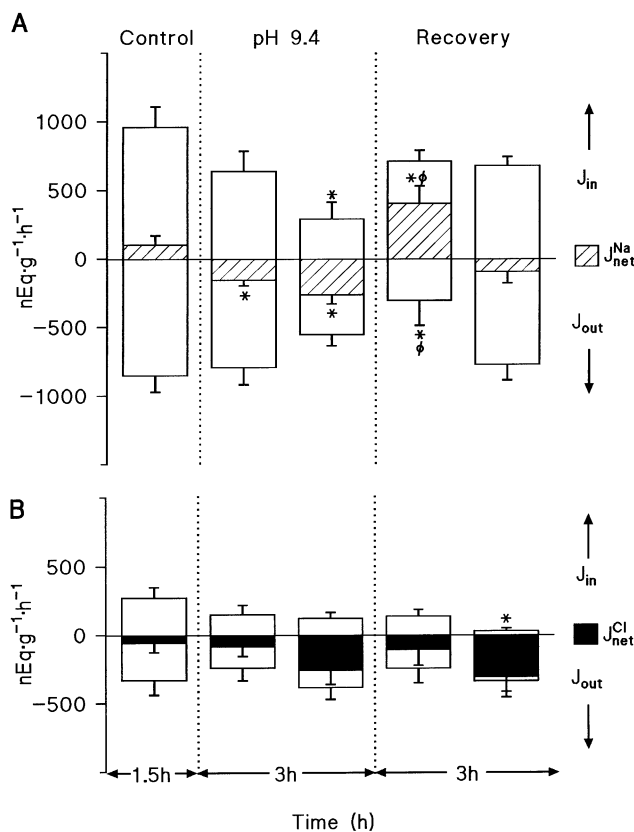 A
Control pH 9.4 Recovery
1000
500
0
-500
-1000
nEq·g⁻¹·h⁻¹
* * * *ϕ * ϕ
J_in
J_net^Na
J_out
B
500
0
-500
nEq·g⁻¹·h⁻¹
*
J_in
J_net^Cl
J_out
1.5h 3h 3h
Time (h)